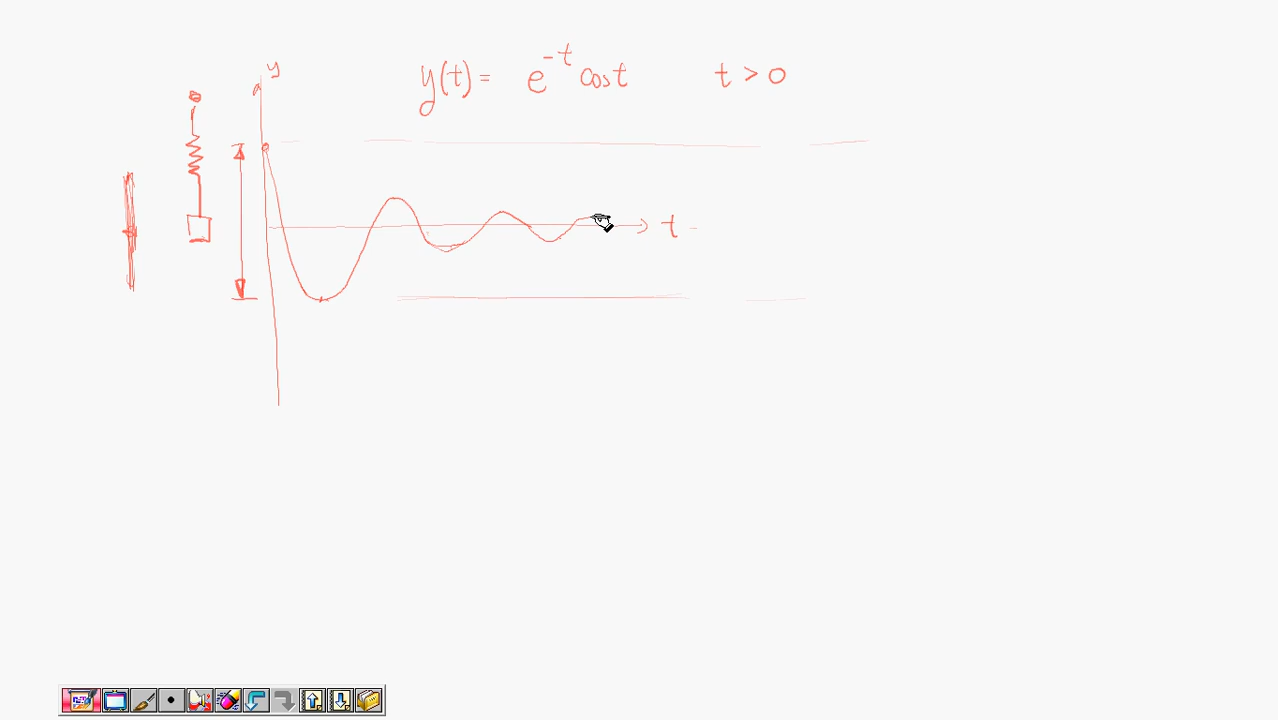 y(t) = e^{-t} cos t t > 0
y
t